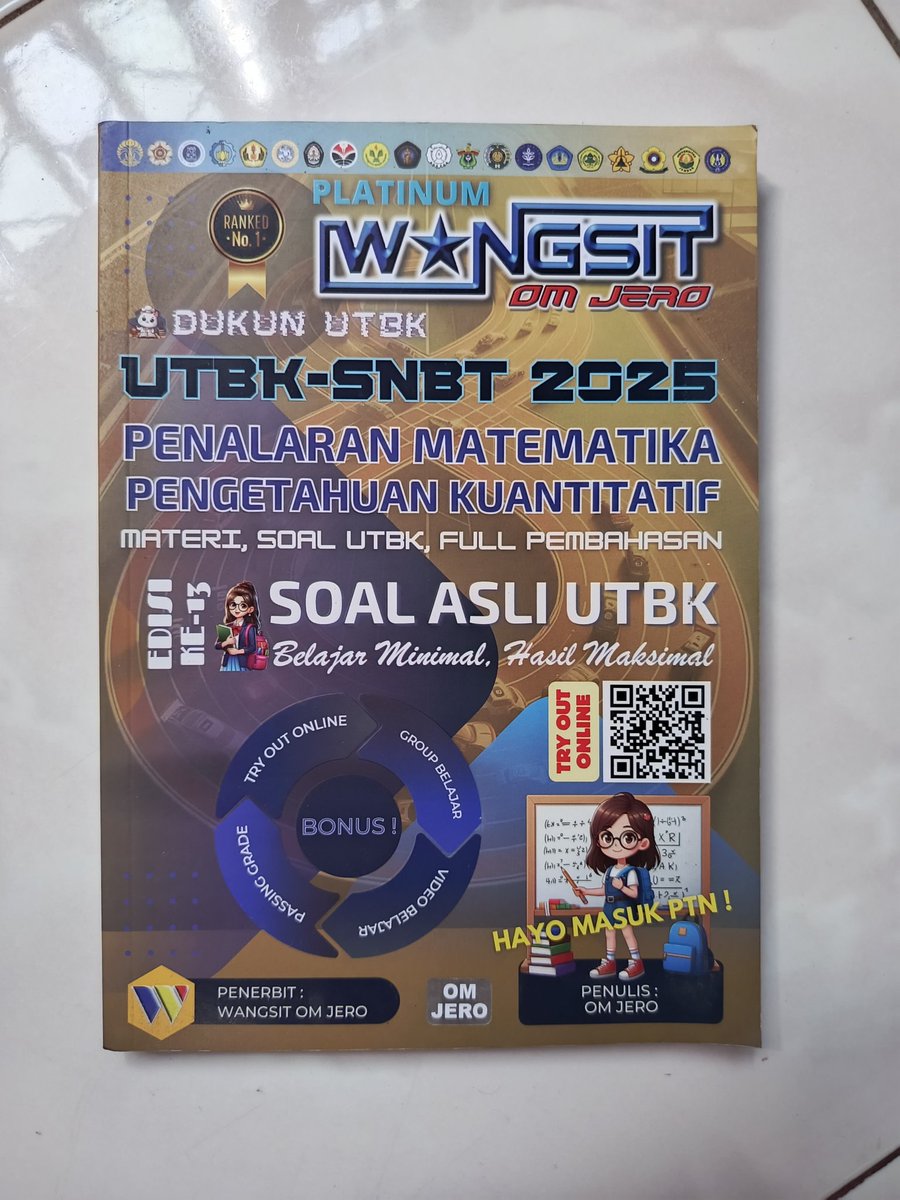 PLATINUM
RANKED
No. 1
WANGSIT
OM JERO
DUKUN UTBK
UTBK-SNBT 2025
PENALARAN MATEMATIKA
PENGETAHUAN KUANTITATIF
MATERI, SOAL UTBK, FULL PEMBAHASAN
EDISI
KE-13
SOAL ASLI UTBK
Belajar Minimal, Hasil Maksimal
TRY OUT
ONLINE
TRY OUT ONLINE
GROUP BELAJAR
BONUS !
PASSING GRADE
VIDEO BELAJAR
HAYO MASUK PTN !
PENERBIT :
WANGSIT OM JERO
OM
JERO
PENULIS :
OM JERO